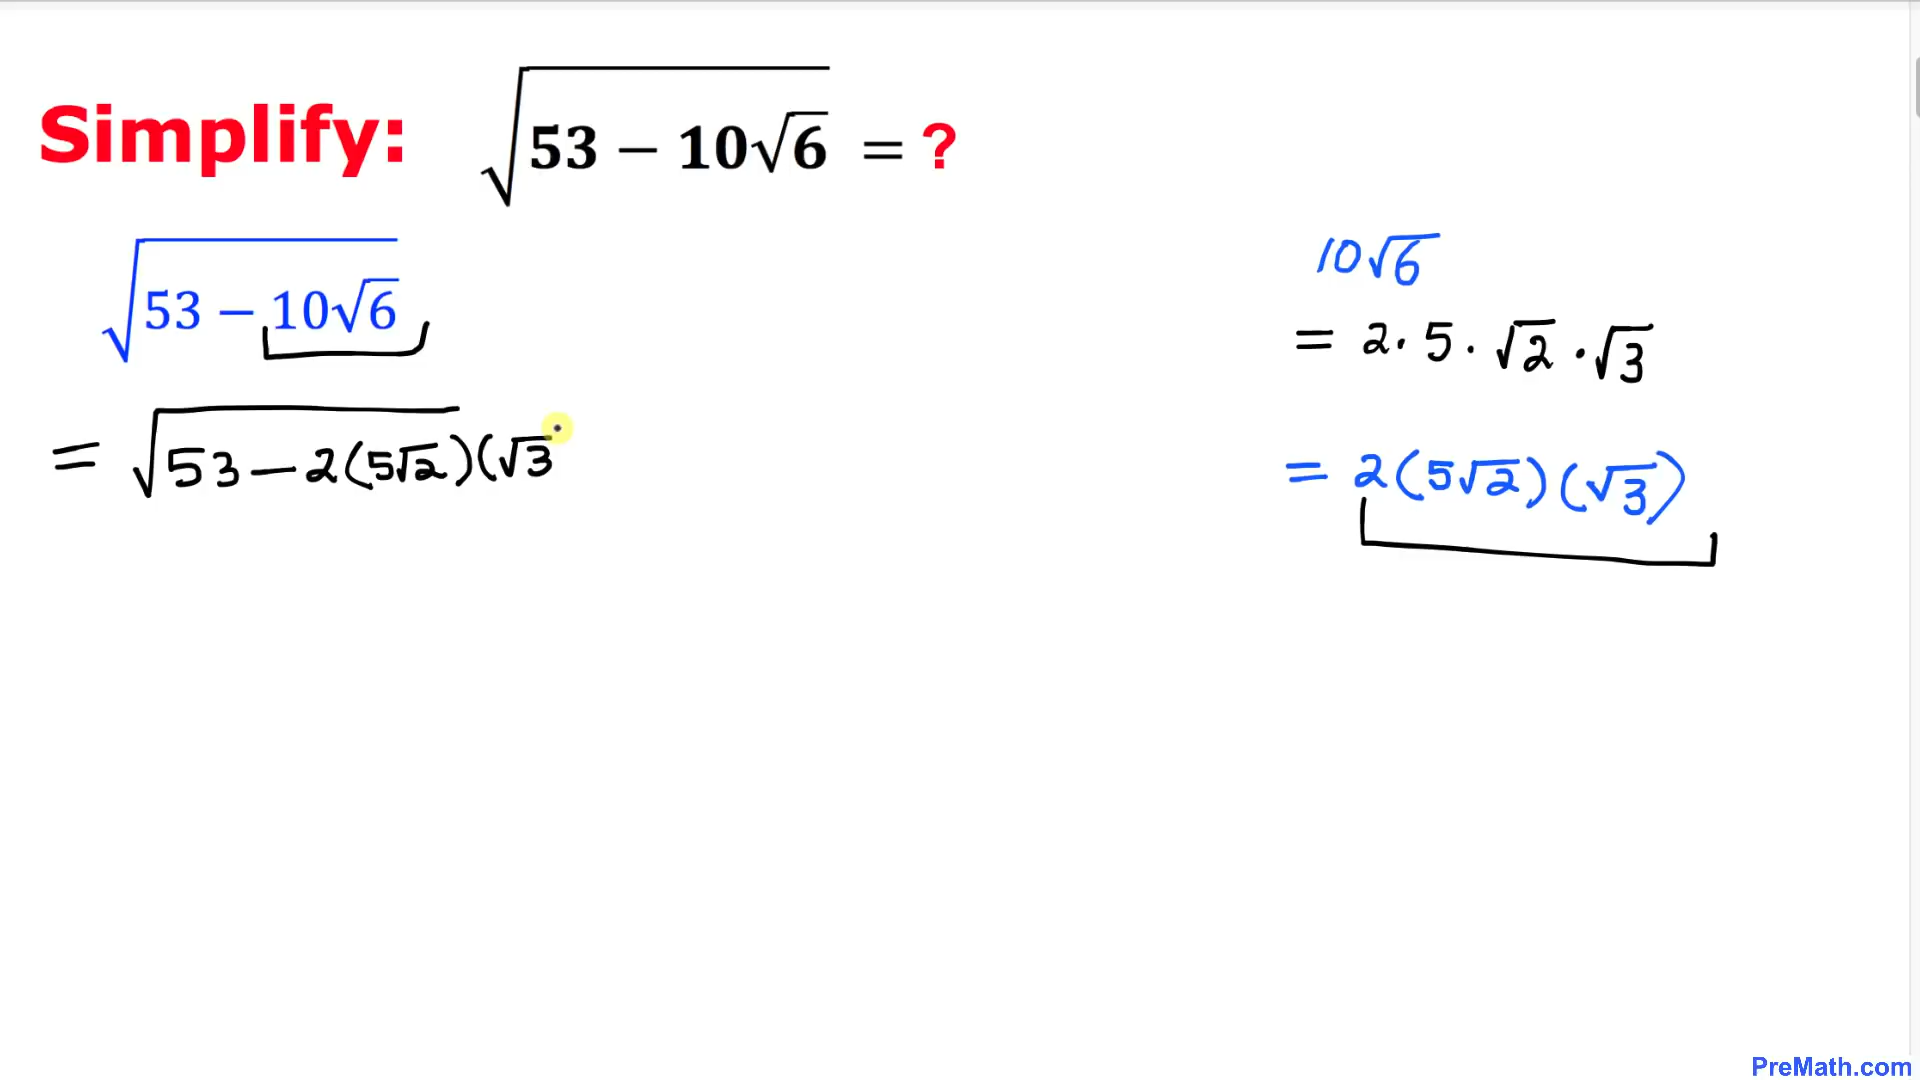 Simplify: √(53 − 10√6) = ?
√(53 − 10√6)
= √53 − 2(5√2)(√3
10√6
= 2 · 5 · √2 · √3
= 2(5√2)(√3)
PreMath.com